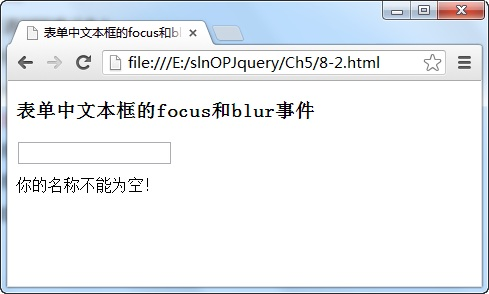 表单中文本框的focus和bl
file:///E:/slnOPJquery/Ch5/8-2.html
表单中文本框的focus和blur事件
你的名称不能为空!